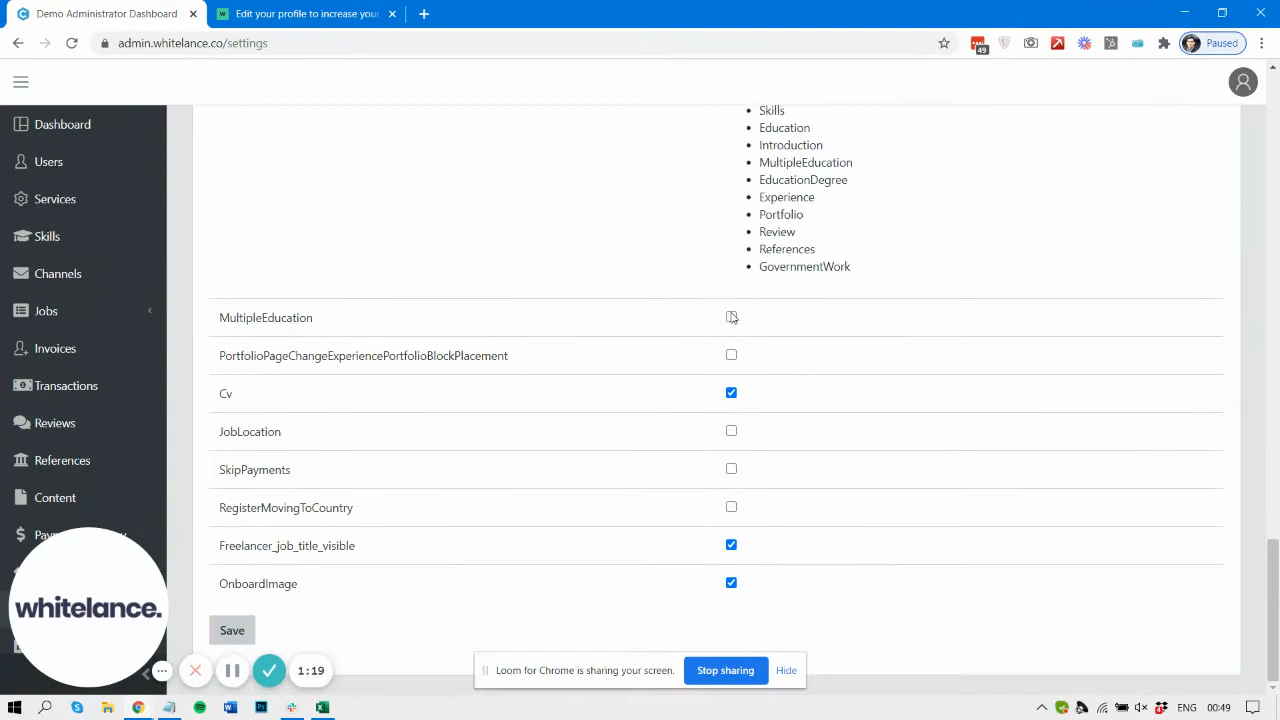 Demo Administrator Dashboard
Edit your profile to increase your
admin.whitelance.co/settings
49
Paused
Dashboard
Users
Services
Skills
Channels
Jobs
Invoices
Transactions
Reviews
References
Content
whitelance.
Skills
Education
Introduction
MultipleEducation
EducationDegree
Experience
Portfolio
Review
References
GovernmentWork
MultipleEducation
PortfolioPageChangeExperiencePortfolioBlockPlacement
Cv
JobLocation
SkipPayments
RegisterMovingToCountry
Freelancer_job_title_visible
OnboardImage
Save
1:19
Loom for Chrome is sharing your screen.
Stop sharing
Hide
ENG
00:49